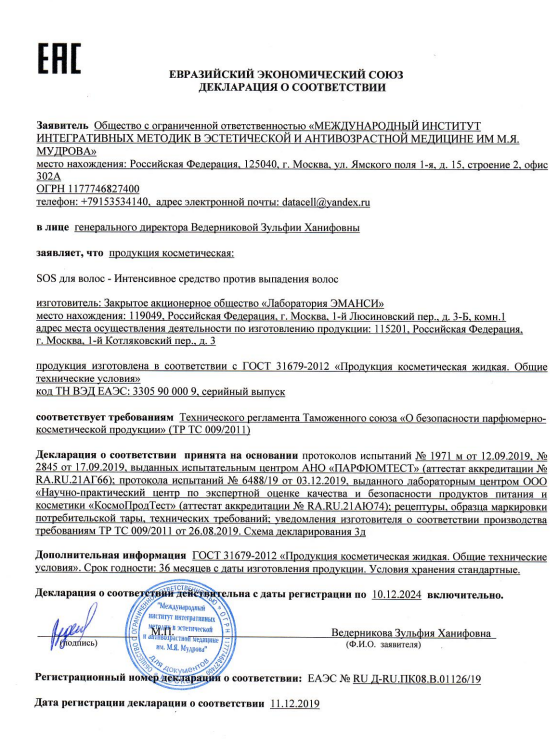 EAC
ЕВРАЗИЙСКИЙ ЭКОНОМИЧЕСКИЙ СОЮЗ
ДЕКЛАРАЦИЯ О СООТВЕТСТВИИ
Заявитель Общество с ограниченной ответственностью «МЕЖДУНАРОДНЫЙ ИНСТИТУТ
ИНТЕГРАТИВНЫХ МЕТОДИК В ЭСТЕТИЧЕСКОЙ И АНТИВОЗРАСТНОЙ МЕДИЦИНЕ ИМ М.Я.
МУДРОВА»
место нахождения: Российская Федерация, 125040, г. Москва, ул. Ямского поля 1-я, д. 15, строение 2, офис
302А
ОГРН 1177746827400
телефон: +79153534140, адрес электронной почты: datacell@yandex.ru
в лице генерального директора Ведерниковой Зульфии Ханифовны
заявляет, что продукция косметическая:
SOS для волос - Интенсивное средство против выпадения волос
изготовитель: Закрытое акционерное общество «Лаборатория ЭМАНСИ»
место нахождения: 119049, Российская Федерация, г. Москва, 1-й Люсиновский пер., д. 3-Б, комн.1
адрес места осуществления деятельности по изготовлению продукции: 115201, Российская Федерация,
г. Москва, 1-й Котляковский пер., д. 3
продукция изготовлена в соответствии с ГОСТ 31679-2012 «Продукция косметическая жидкая. Общие
технические условия»
код ТН ВЭД ЕАЭС: 3305 90 000 9, серийный выпуск
соответствует требованиям Технического регламента Таможенного союза «О безопасности парфюмерно-
косметической продукции» (ТР ТС 009/2011)
Декларация о соответствии принята на основании протоколов испытаний № 1971 м от 12.09.2019, №
2845 от 17.09.2019, выданных испытательным центром АНО «ПАРФЮМТЕСТ» (аттестат аккредитации №
RA.RU.21АГ66); протокола испытаний № 6488/19 от 03.12.2019, выданного лабораторным центром ООО
«Научно-практический центр по экспертной оценке качества и безопасности продуктов питания и
косметики «КосмоПродТест» (аттестат аккредитации № RA.RU.21АЮ74); рецептуры, образца маркировки
потребительской тары, технических требований; уведомления изготовителя о соответствии производства
требованиям ТР ТС 009/2011 от 26.08.2019. Схема декларирования 3д
Дополнительная информация ГОСТ 31679-2012 «Продукция косметическая жидкая. Общие технические
условия». Срок годности: 36 месяцев с даты изготовления продукции. Условия хранения стандартные.
Декларация о соответствии действительна с даты регистрации по 10.12.2024 включительно.
"Международный
институт интегративных
методик в эстетической
и антивозрастной медицине
им. М.Я. Мудрова"
для документов
М.П.
Ведерникова Зульфия Ханифовна
(подпись)
(Ф.И.О. заявителя)
Регистрационный номер декларации о соответствии: ЕАЭС № RU Д-RU.ПК08.В.01126/19
Дата регистрации декларации о соответствии 11.12.2019